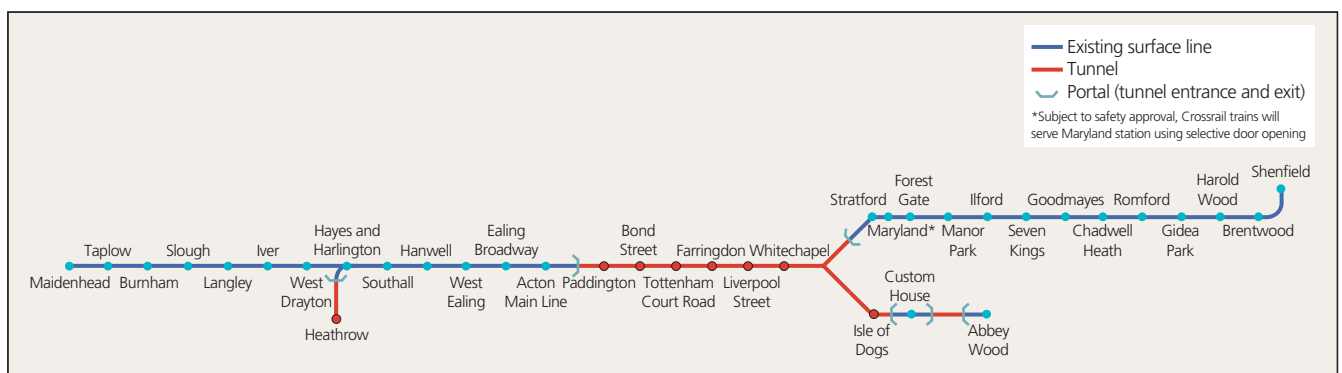 Existing surface line
Tunnel
Portal (tunnel entrance and exit)
*Subject to safety approval, Crossrail trains will
serve Maryland station using selective door opening
Maidenhead
Taplow
Burnham
Slough
Langley
Iver
West
Drayton
Hayes and
Harlington
Heathrow
Southall
Hanwell
West
Ealing
Ealing
Broadway
Acton
Main Line
Paddington
Bond
Street
Tottenham
Court Road
Farringdon
Liverpool
Street
Whitechapel
Stratford
Maryland*
Forest
Gate
Manor
Park
Ilford
Seven
Kings
Goodmayes
Chadwell
Heath
Romford
Gidea
Park
Harold
Wood
Brentwood
Shenfield
Isle of
Dogs
Custom
House
Abbey
Wood